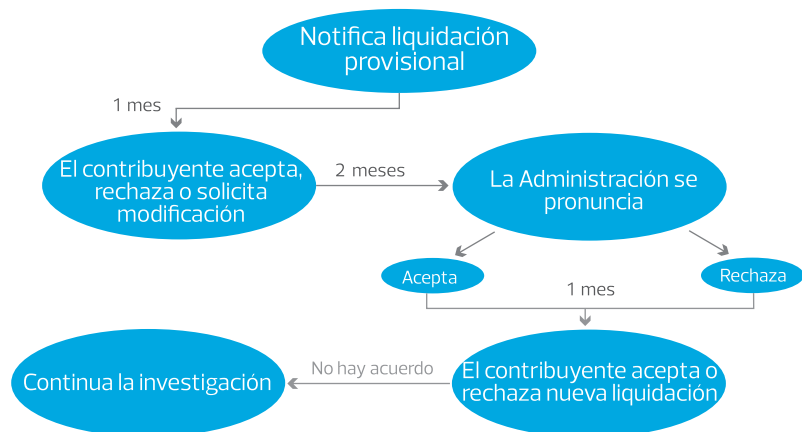 Notifica liquidación
provisional
1 mes
El contribuyente acepta,
rechaza o solicita
modificación
2 meses
La Administración se
pronuncia
Acepta
Rechaza
1 mes
El contribuyente acepta o
rechaza nueva liquidación
No hay acuerdo
Continua la investigación